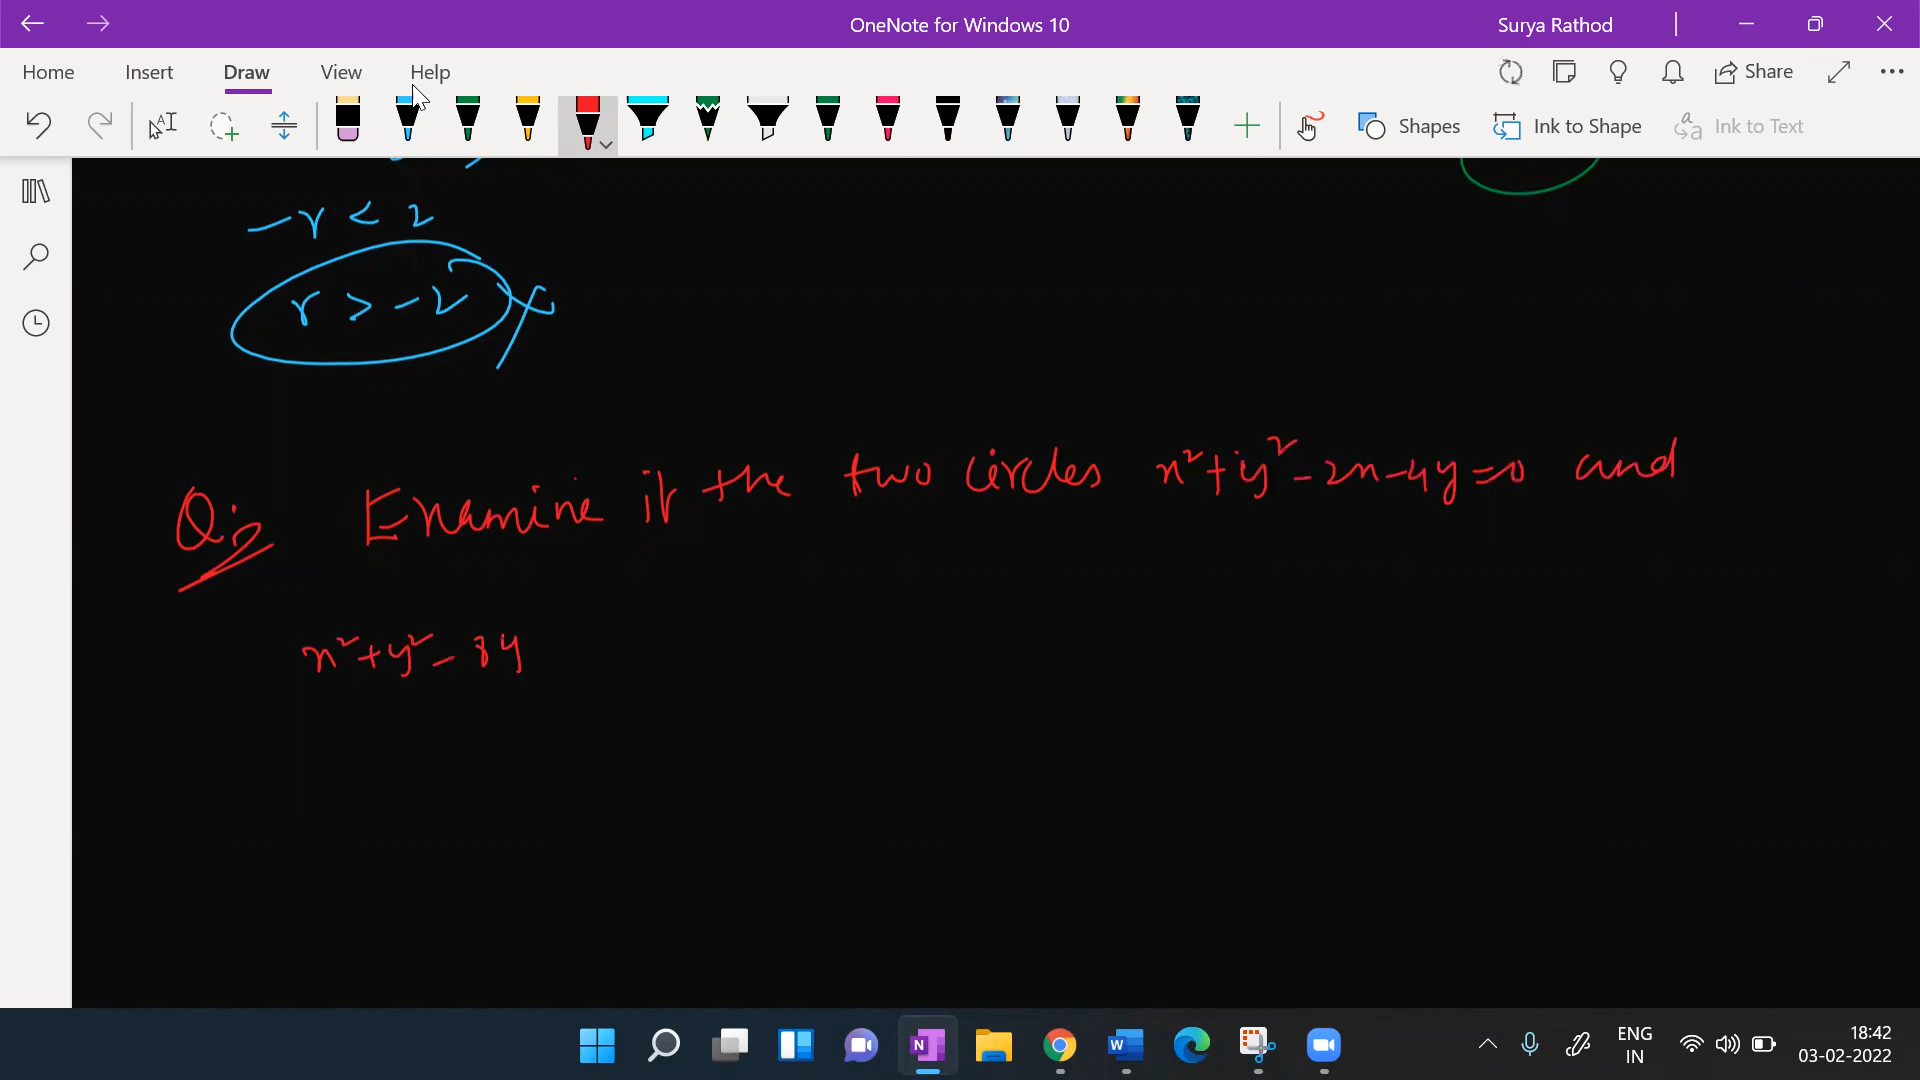 OneNote for Windows 10
Surya Rathod
Home Insert Draw View Help
Share
Shapes Ink to Shape Ink to Text
-r < 2
r > -2
Q:- Examine if the two circles x²+y²-2x-4y=0 and
x²+y²-8y
ENG
IN
18:42
03-02-2022